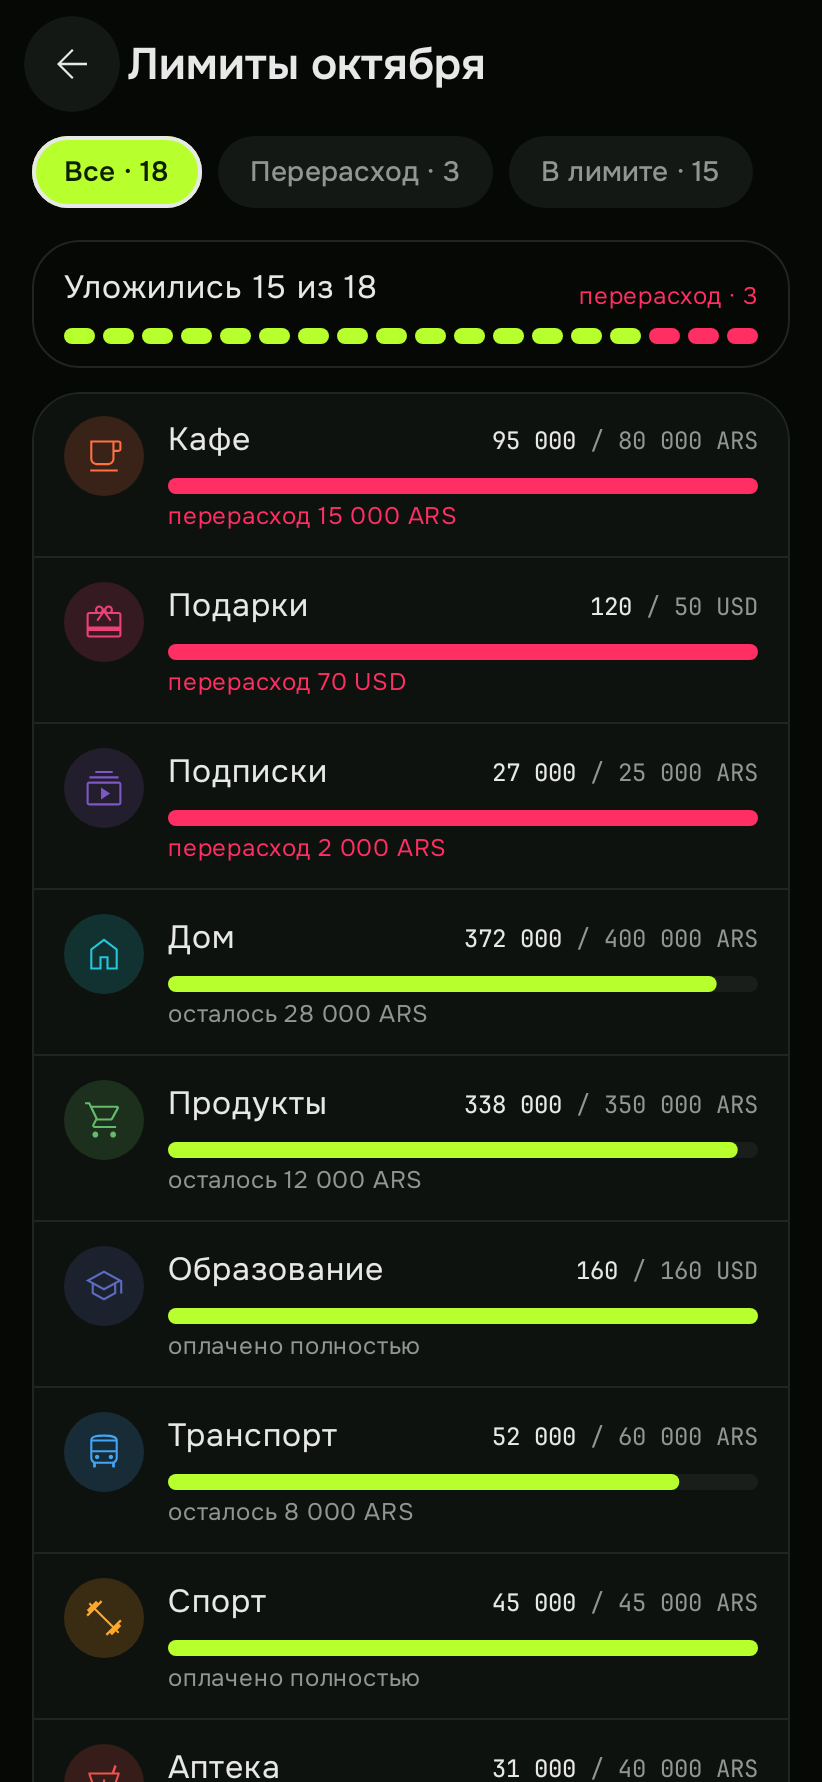 Лимиты октября
Все · 18
Перерасход · 3
В лимите · 15
Уложились 15 из 18
перерасход · 3
Кафе
95 000 / 80 000 ARS
перерасход 15 000 ARS
Подарки
120 / 50 USD
перерасход 70 USD
Подписки
27 000 / 25 000 ARS
перерасход 2 000 ARS
Дом
372 000 / 400 000 ARS
осталось 28 000 ARS
Продукты
338 000 / 350 000 ARS
осталось 12 000 ARS
Образование
160 / 160 USD
оплачено полностью
Транспорт
52 000 / 60 000 ARS
осталось 8 000 ARS
Спорт
45 000 / 45 000 ARS
оплачено полностью
Аптека
31 000 / 40 000 ARS